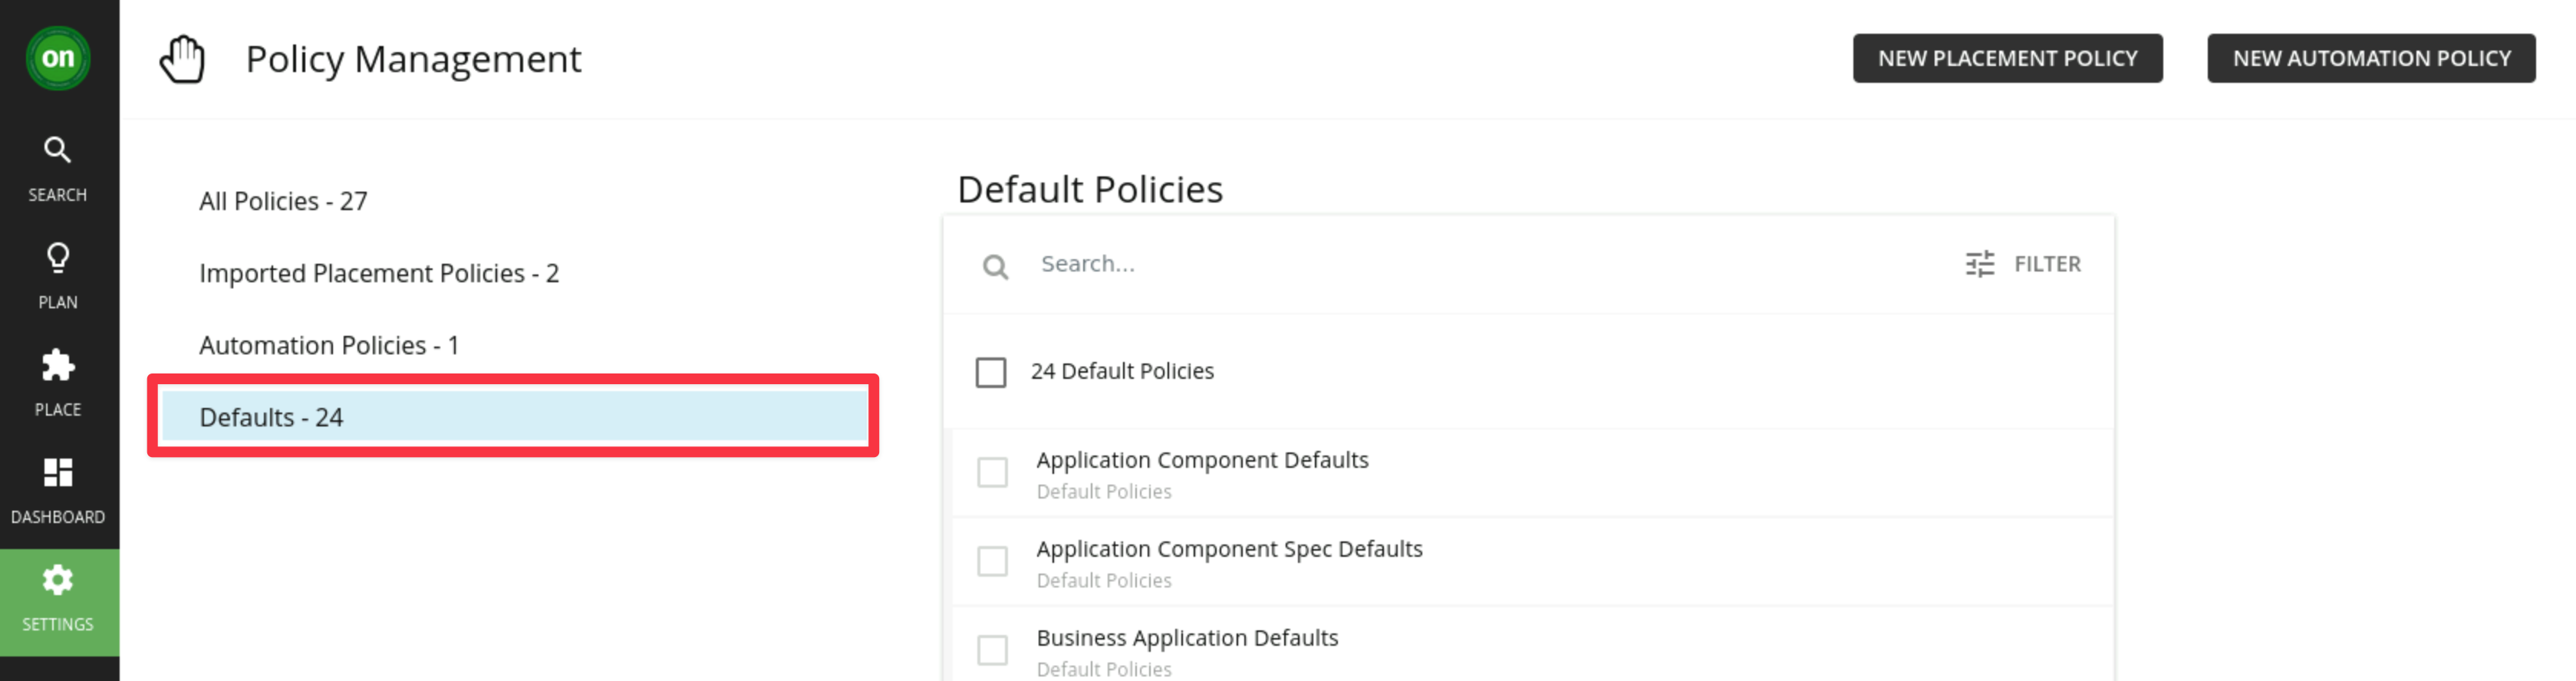 on
Policy Management
NEW PLACEMENT POLICY
NEW AUTOMATION POLICY
SEARCH
PLAN
PLACE
DASHBOARD
SETTINGS
All Policies - 27
Imported Placement Policies - 2
Automation Policies - 1
Defaults - 24
Default Policies
Search...
FILTER
24 Default Policies
Application Component Defaults
Default Policies
Application Component Spec Defaults
Default Policies
Business Application Defaults
Default Policies